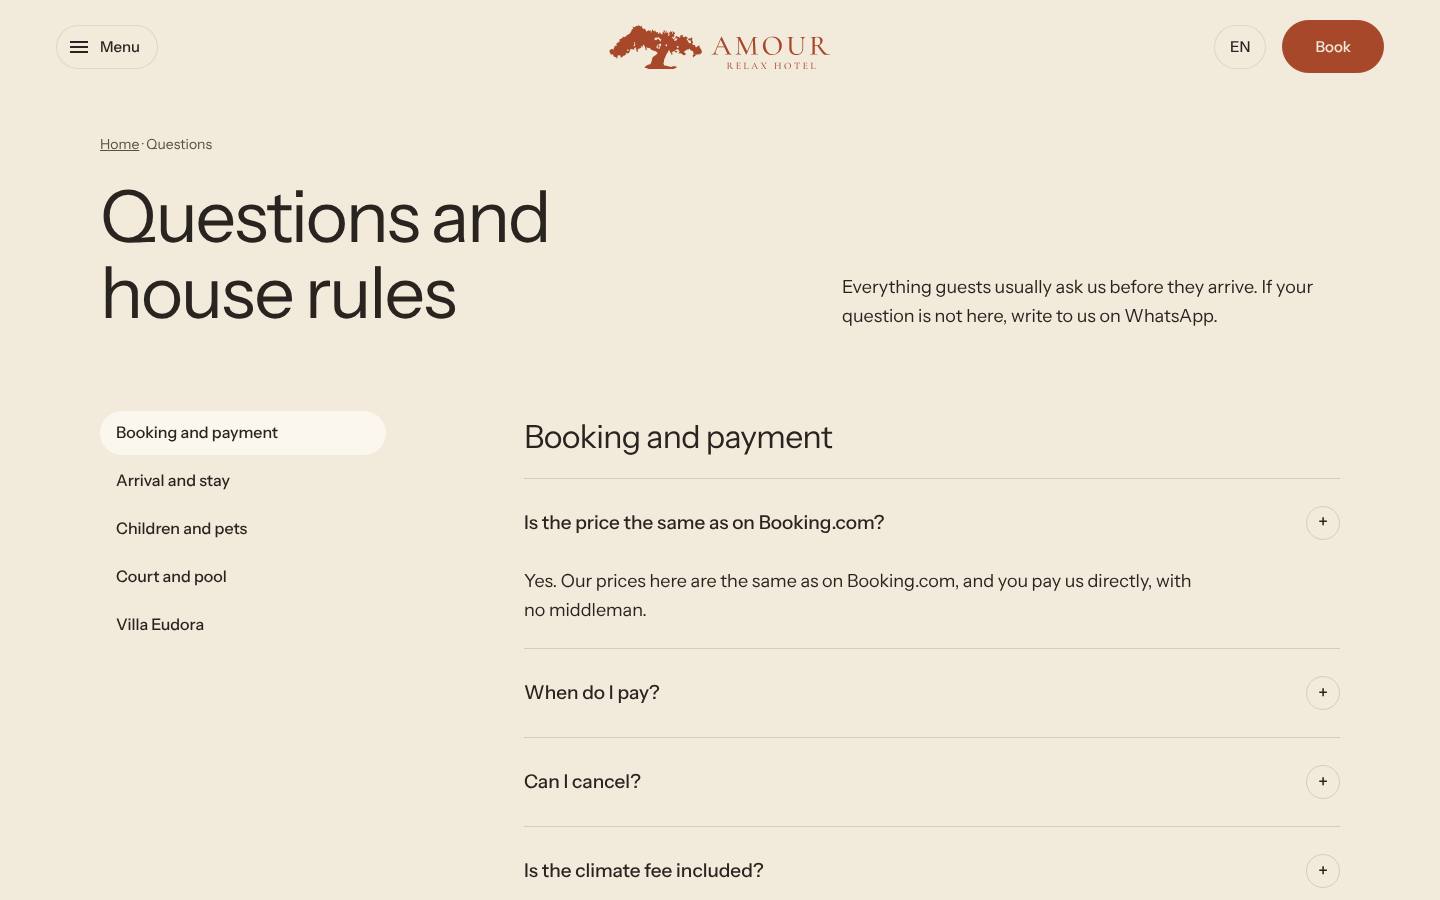 Menu
AMOUR
RELAX HOTEL
EN
Book
Home · Questions
Questions and
house rules
Everything guests usually ask us before they arrive. If your
question is not here, write to us on WhatsApp.
Booking and payment
Arrival and stay
Children and pets
Court and pool
Villa Eudora
Booking and payment
Is the price the same as on Booking.com?
+
Yes. Our prices here are the same as on Booking.com, and you pay us directly, with
no middleman.
When do I pay?
+
Can I cancel?
+
Is the climate fee included?
+